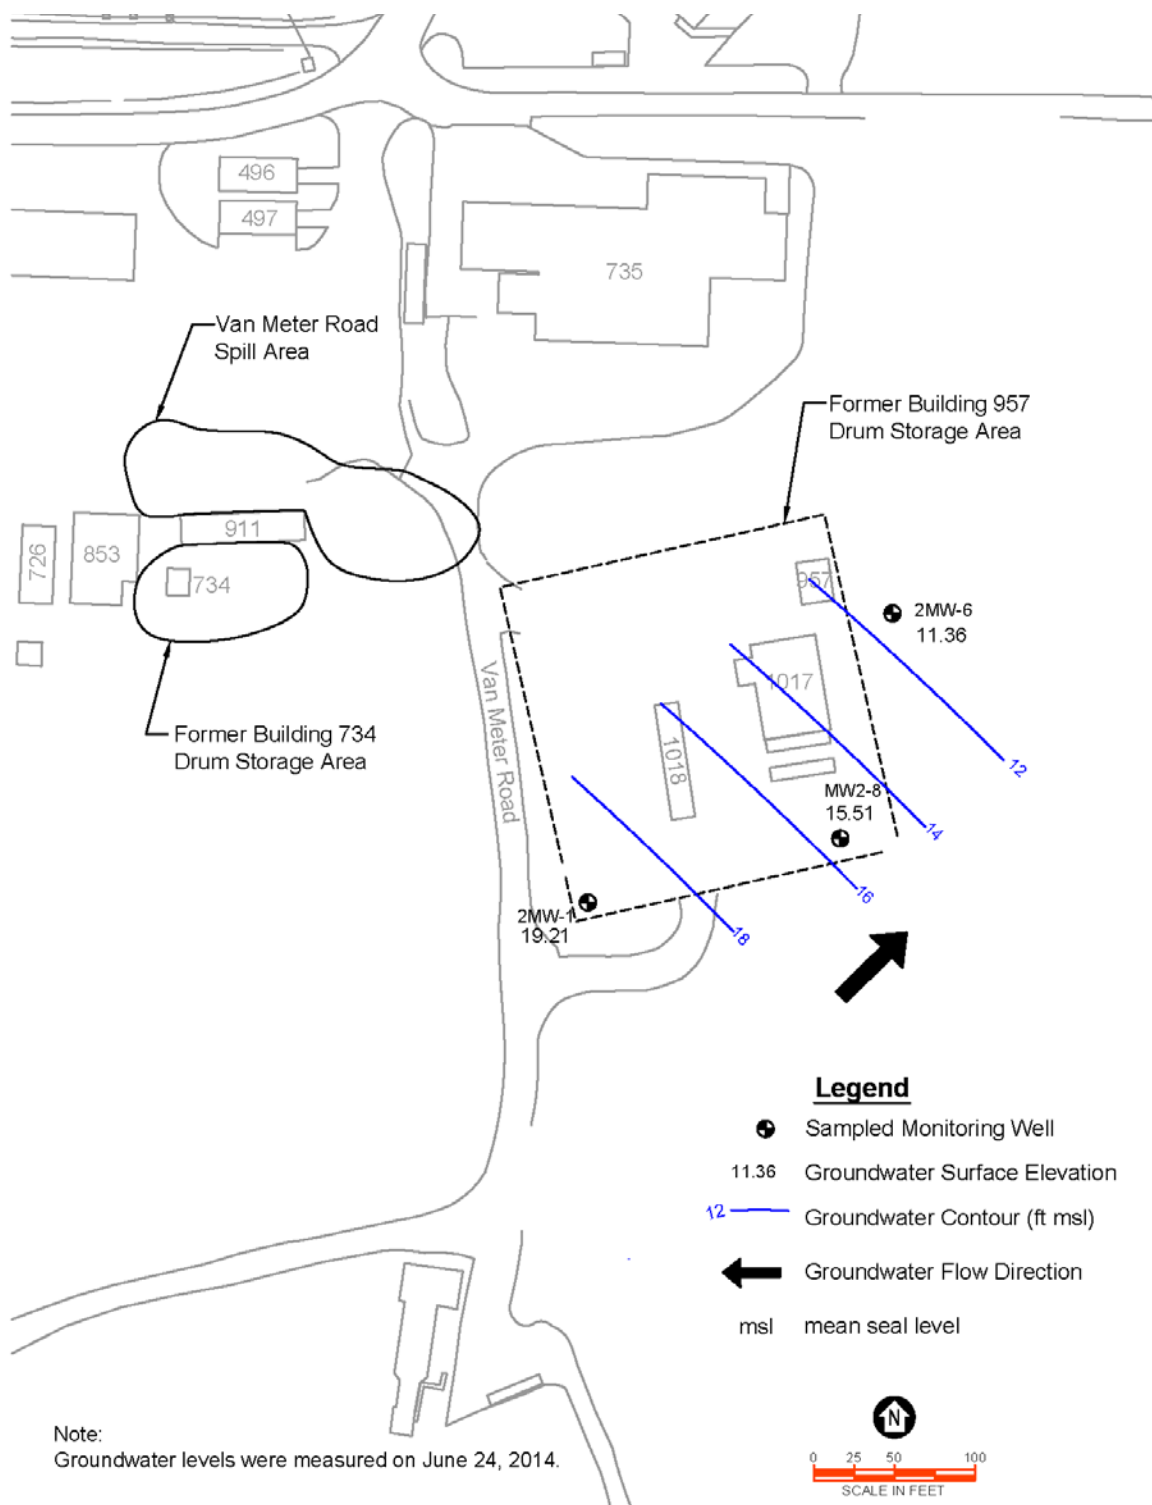 496
497
735
Van Meter Road
Spill Area
Former Building 957
Drum Storage Area
911
726
853
734
957
2MW-6
11.36
1017
Van Meter Road
1018
Former Building 734
Drum Storage Area
12
MW2-8
15.51
14
16
2MW-1
19.21
18
Legend
Sampled Monitoring Well
11.36 Groundwater Surface Elevation
12 Groundwater Contour (ft msl)
Groundwater Flow Direction
msl mean seal level
N
0 25 50 100
SCALE IN FEET
Note:
Groundwater levels were measured on June 24, 2014.